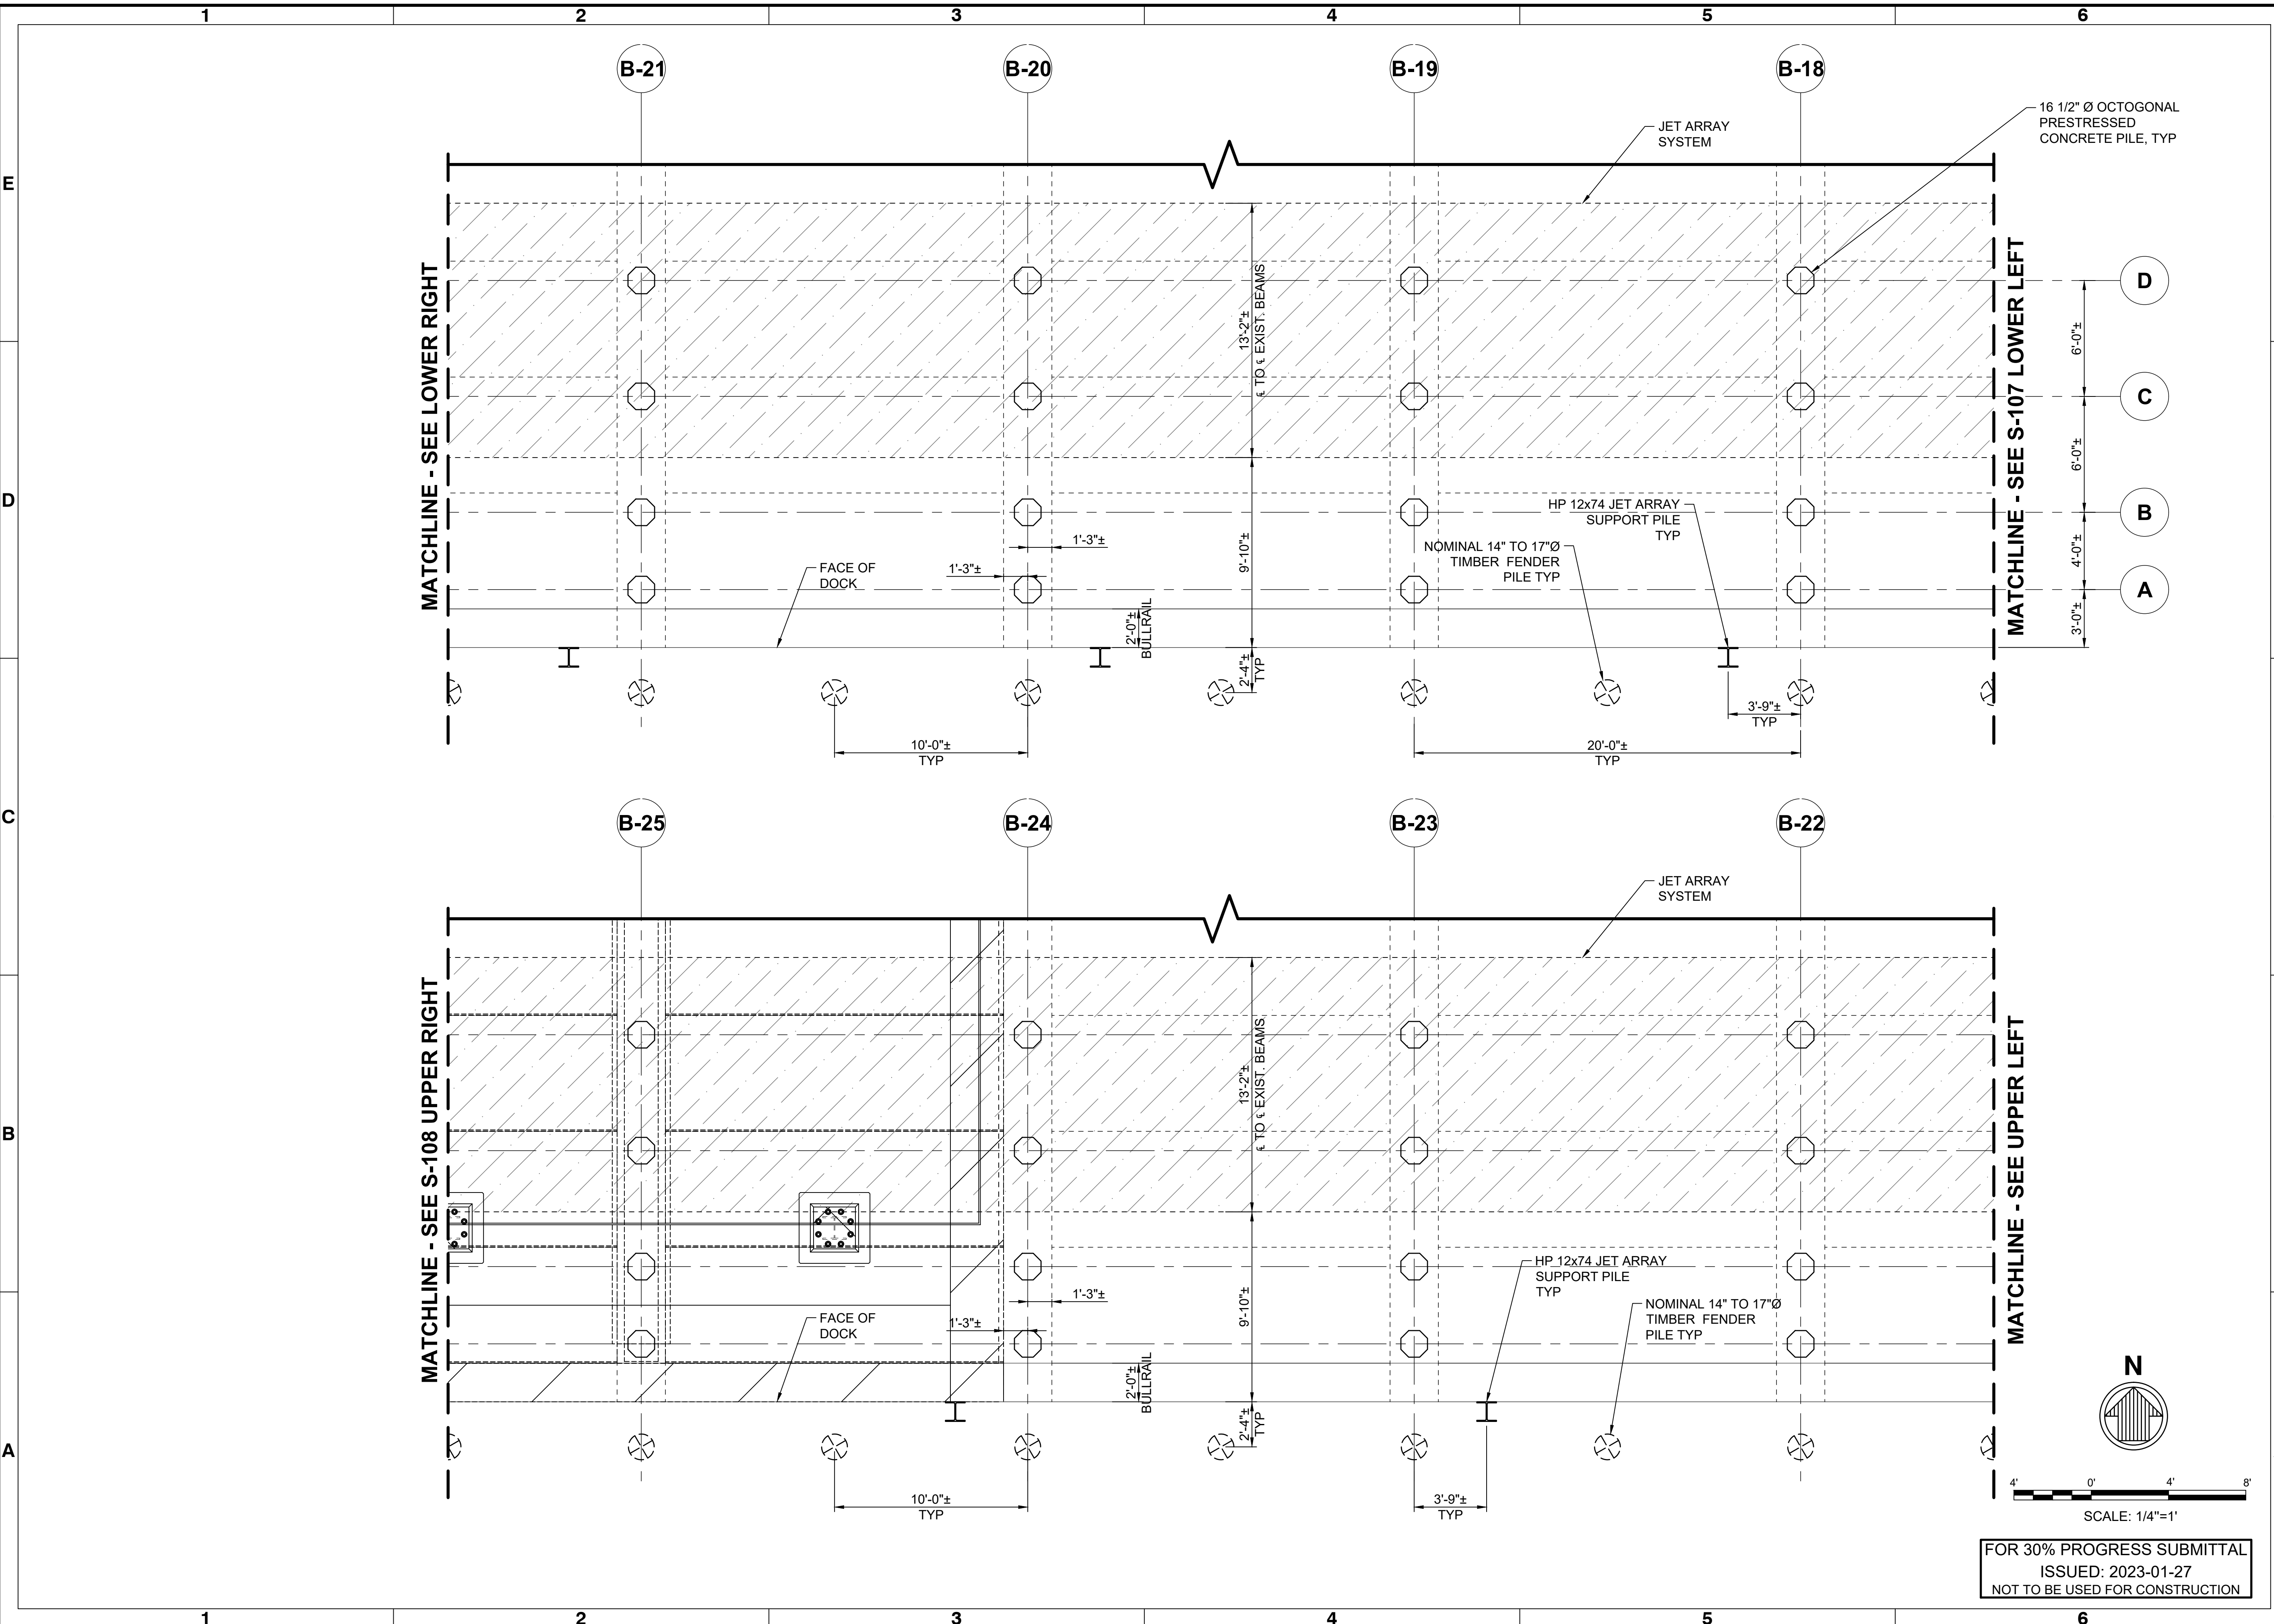 1 2 3 4 5 6
B-21 B-20 B-19 B-18
16 1/2" Ø OCTOGONAL
PRESTRESSED
CONCRETE PILE, TYP
JET ARRAY
SYSTEM
E
MATCHLINE - SEE LOWER RIGHT
13'-2"±
℄ TO ℄ EXIST. BEAMS
MATCHLINE - SEE S-107 LOWER LEFT
D
6'-0"±
C
6'-0"±
D
B
4'-0"±
A
3'-0"±
HP 12x74 JET ARRAY
SUPPORT PILE
TYP
NOMINAL 14" TO 17"Ø
TIMBER FENDER
PILE TYP
1'-3"±
1'-3"±
9'-10"±
FACE OF
DOCK
2'-0"±
BULLRAIL
2'-4"±
TYP
3'-9"±
TYP
10'-0"±
TYP
20'-0"±
TYP
C
B-25 B-24 B-23 B-22
JET ARRAY
SYSTEM
MATCHLINE - SEE S-108 UPPER RIGHT
13'-2"±
℄ TO ℄ EXIST. BEAMS
MATCHLINE - SEE UPPER LEFT
B
HP 12x74 JET ARRAY
SUPPORT PILE
TYP
NOMINAL 14" TO 17"Ø
TIMBER FENDER
PILE TYP
1'-3"±
1'-3"±
9'-10"±
FACE OF
DOCK
2'-0"±
BULLRAIL
2'-4"±
TYP
A
10'-0"±
TYP
3'-9"±
TYP
N
4' 0' 4' 8'
SCALE: 1/4"=1'
FOR 30% PROGRESS SUBMITTAL
ISSUED: 2023-01-27
NOT TO BE USED FOR CONSTRUCTION
1 2 3 4 5 6